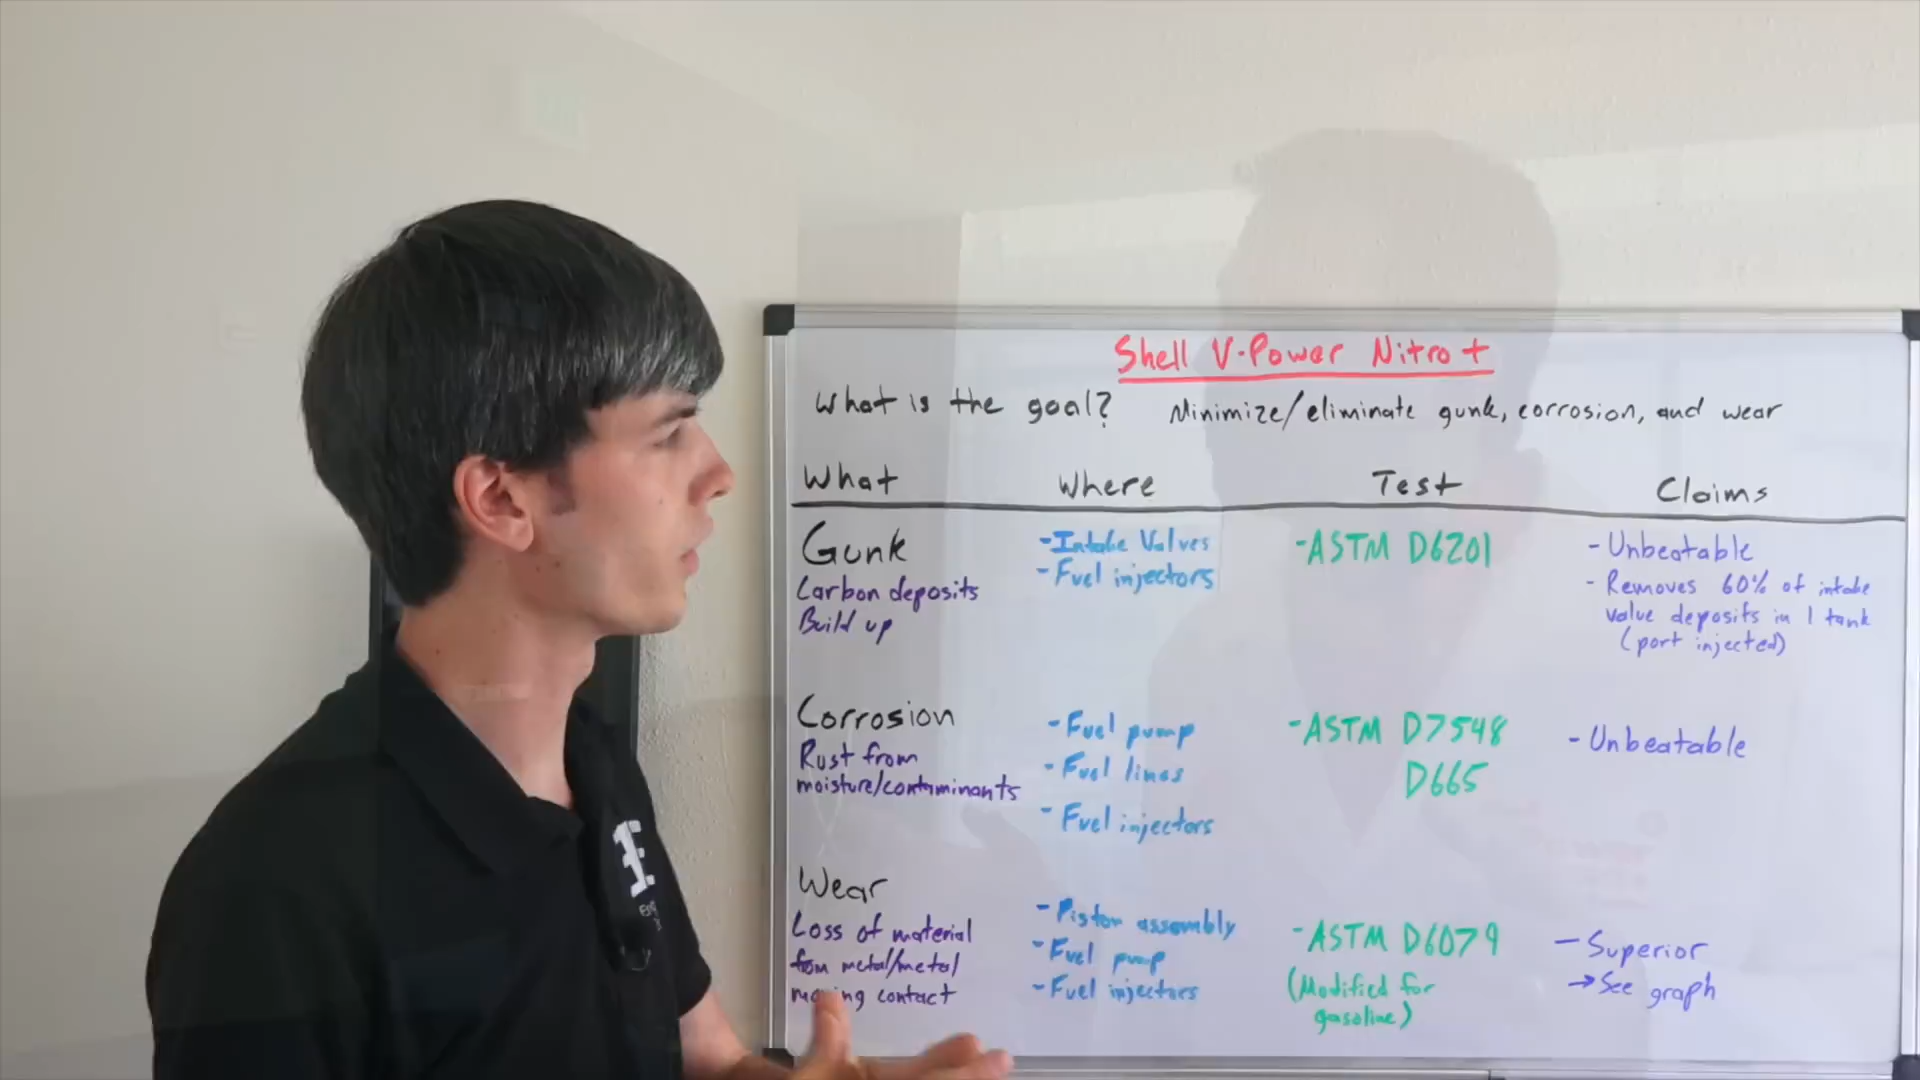 Shell V-Power Nitro+
What is the goal? Minimize/eliminate gunk, corrosion, and wear
What Where Test Claims
Gunk
Carbon deposits
Build up
- Intake Valves
- Fuel injectors
- ASTM D6201
- Unbeatable
- Removes 60% of intake
valve deposits in 1 tank
(port injected)
Corrosion
Rust from
moisture/contaminants
- Fuel pump
- Fuel lines
- Fuel injectors
- ASTM D7548
D665
- Unbeatable
Wear
Loss of material
from metal/metal
moving contact
- Piston assembly
- Fuel pump
- Fuel injectors
- ASTM D6079
(Modified for
gasoline)
- Superior
→ See graph